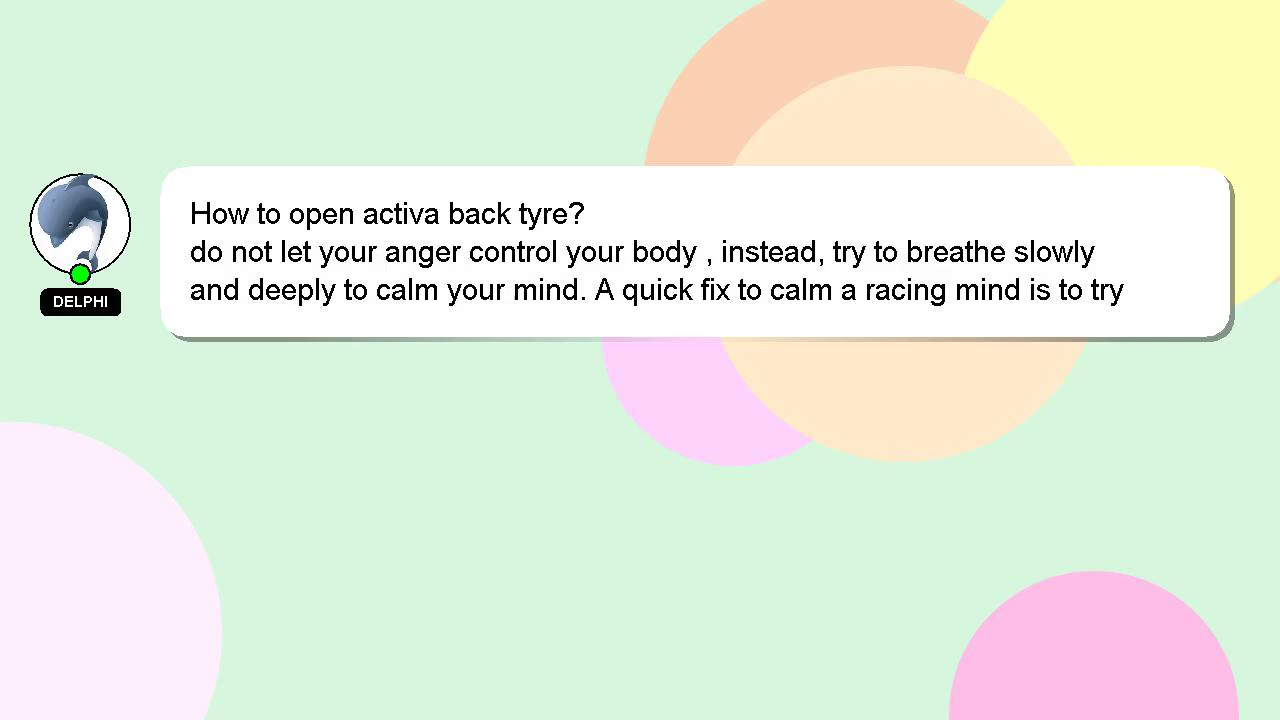 How to open activa back tyre?
do not let your anger control your body , instead, try to breathe slowly
and deeply to calm your mind. A quick fix to calm a racing mind is to try
DELPHI